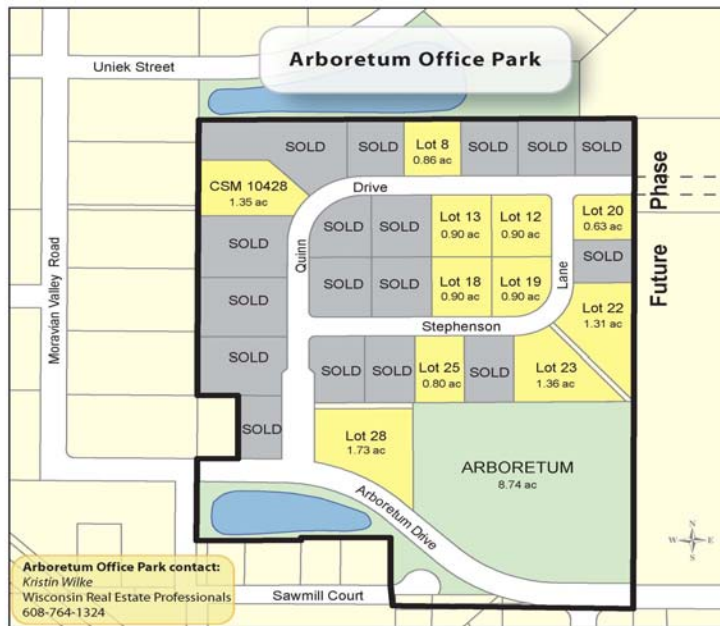 Arboretum Office Park
Uniek Street
SOLD
SOLD
Lot 8
0.86 ac
SOLD
SOLD
SOLD
CSM 10428
1.35 ac
Drive
Phase
Future
Moravian Valley Road
Quinn
SOLD
SOLD
SOLD
Lot 13
0.90 ac
Lot 12
0.90 ac
Lot 20
0.63 ac
SOLD
SOLD
SOLD
SOLD
Lot 18
0.90 ac
Lot 19
0.90 ac
Lane
Lot 22
1.31 ac
Stephenson
SOLD
SOLD
SOLD
Lot 25
0.80 ac
SOLD
Lot 23
1.36 ac
SOLD
Lot 28
1.73 ac
ARBORETUM
8.74 ac
Arboretum Drive
N
W
E
S
Arboretum Office Park contact:
Kristin Wilke
Wisconsin Real Estate Professionals
608-764-1324
Sawmill Court